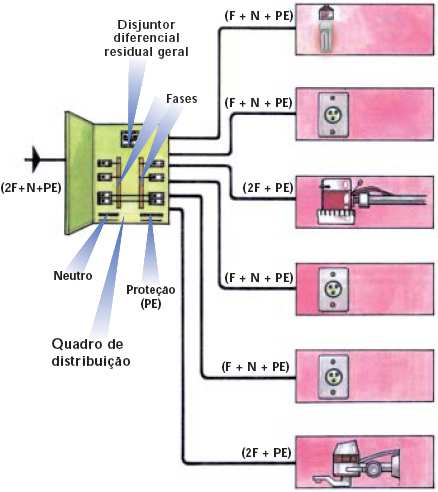 Disjuntor
diferencial
residual geral
Fases
(2F+N+PE)
Neutro
Proteção
(PE)
Quadro de
distribuição
(F + N + PE)
(F + N + PE)
(2F + PE)
(F + N + PE)
(F + N + PE)
(2F + PE)